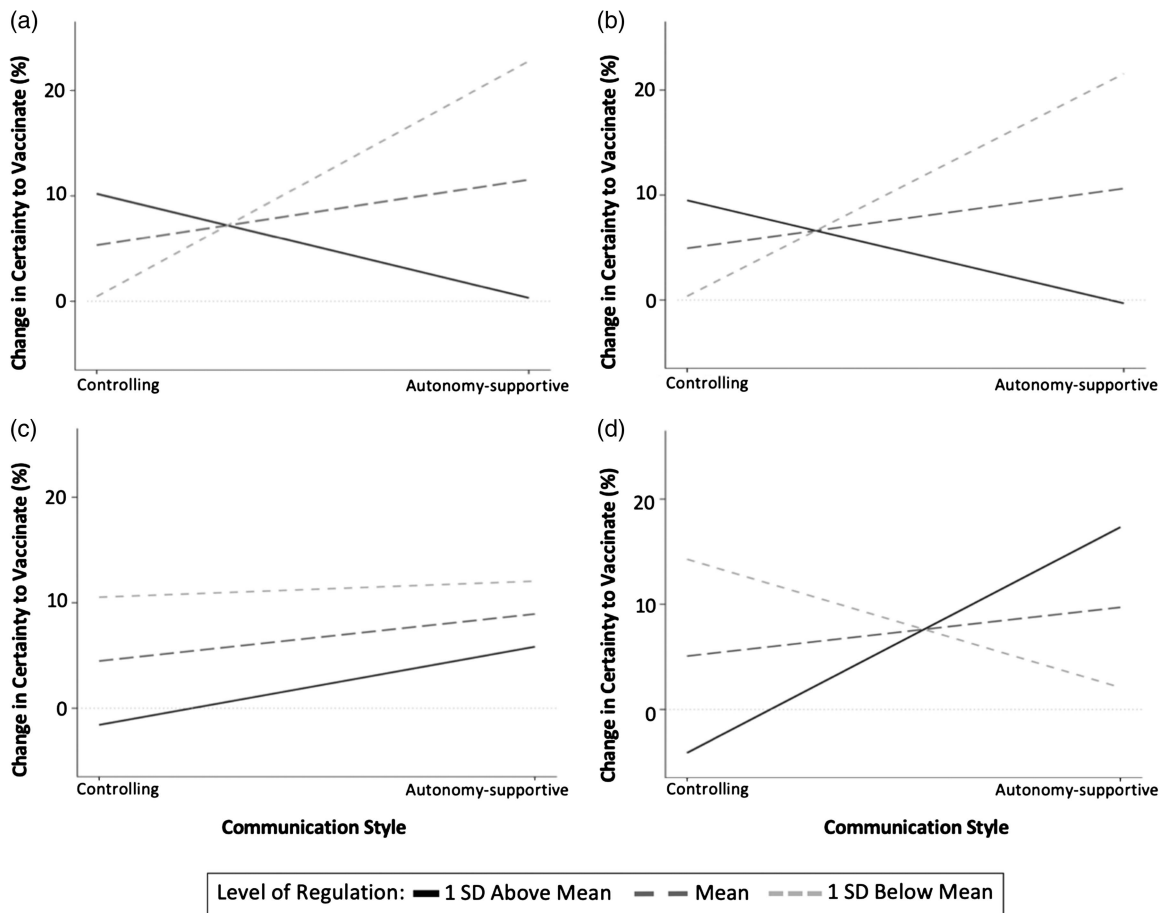 (a)
Change in Certainty to Vaccinate (%)
20
10
0
Controlling
Autonomy-supportive
(b)
Change in Certainty to Vaccinate (%)
20
10
0
Controlling
Autonomy-supportive
(c)
Change in Certainty to Vaccinate (%)
20
10
0
Controlling
Autonomy-supportive
Communication Style
(d)
Change in Certainty to Vaccinate (%)
20
10
0
Controlling
Autonomy-supportive
Communication Style
Level of Regulation: 1 SD Above Mean Mean 1 SD Below Mean